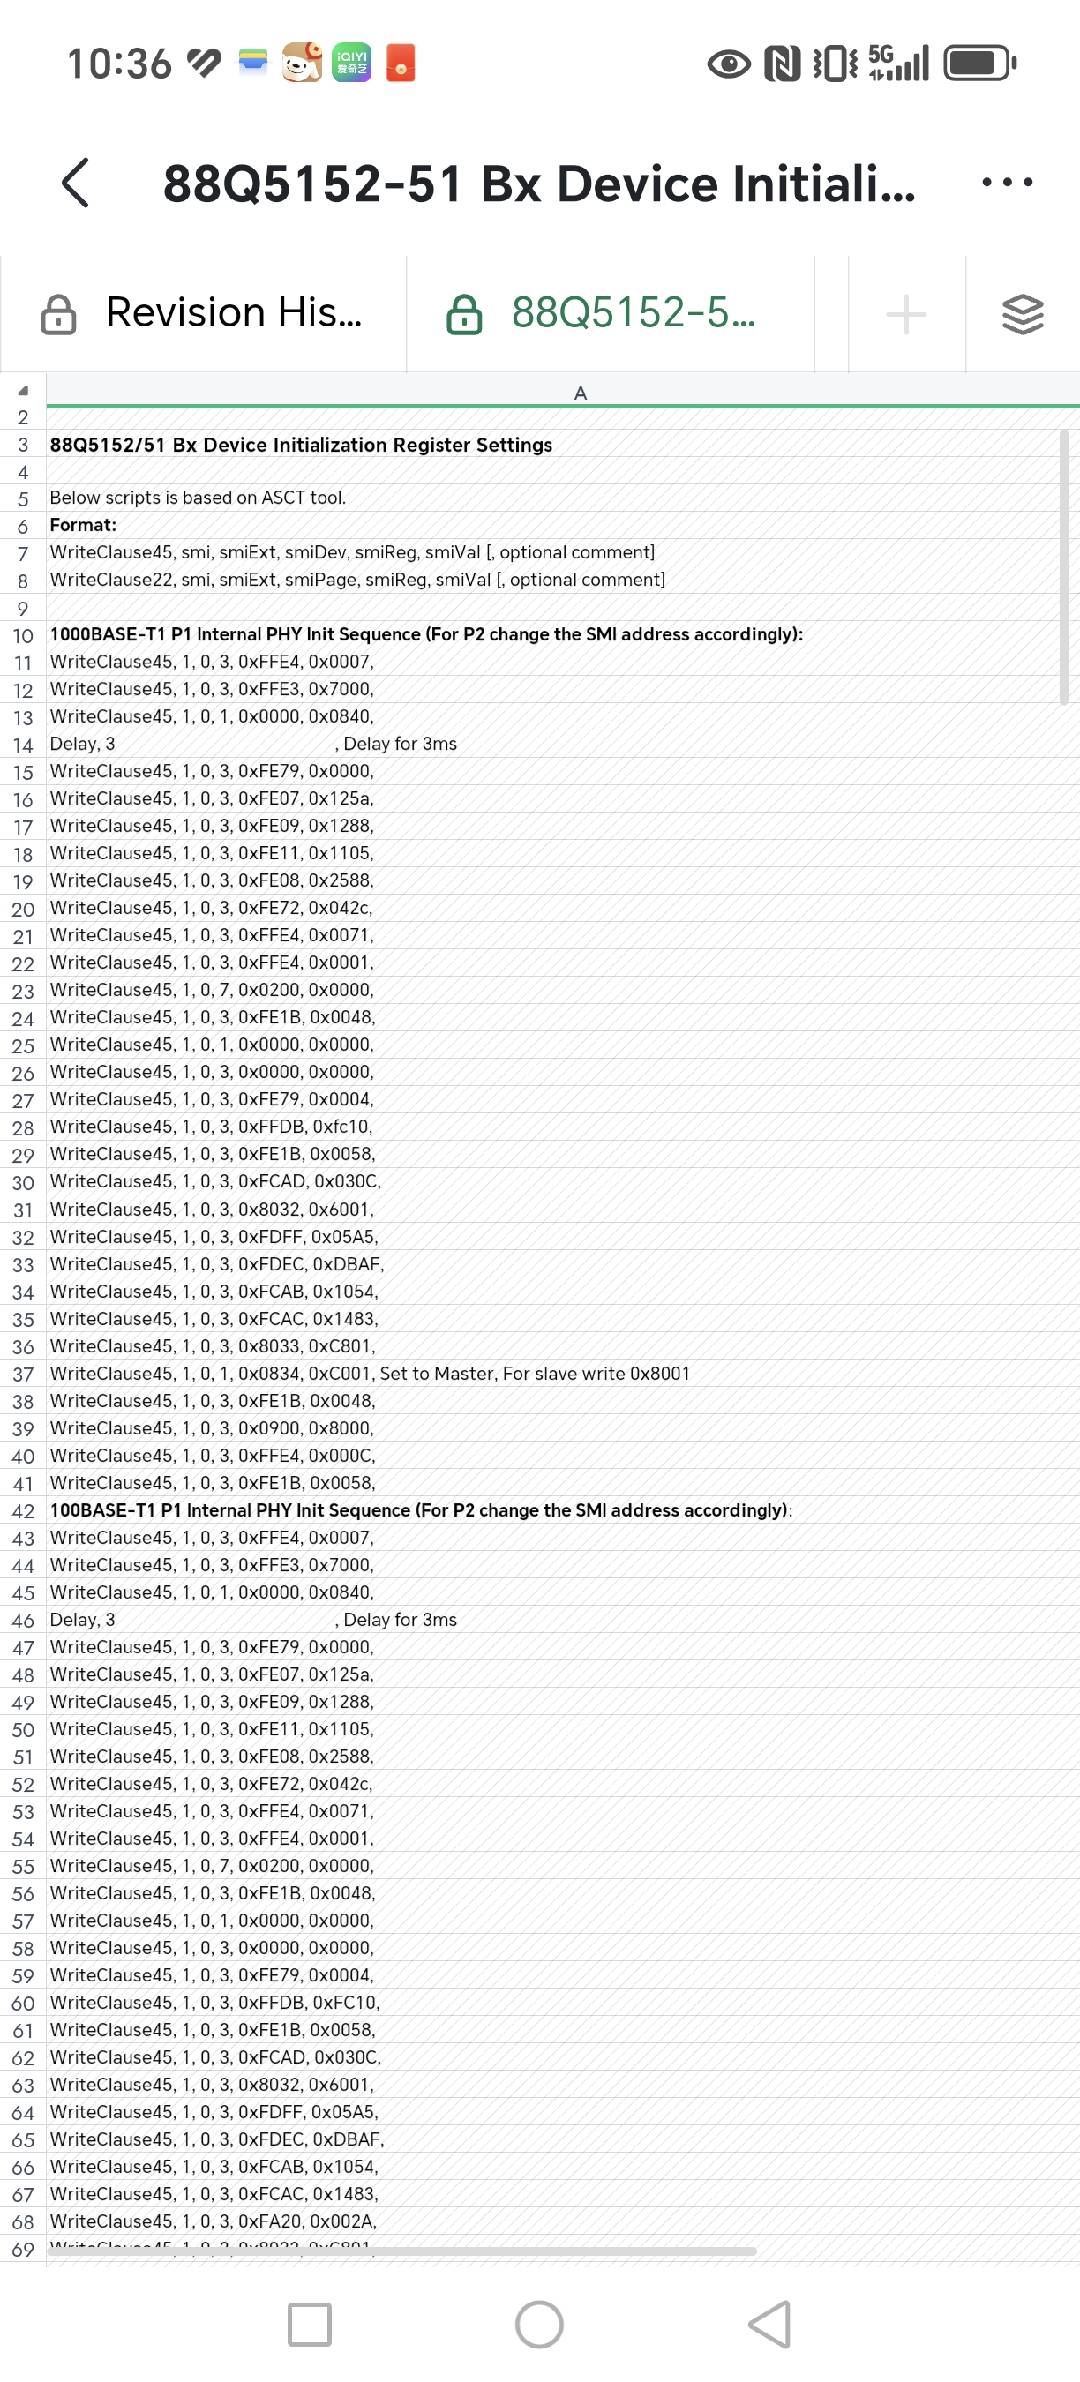 10:36
iQIYI
爱奇艺
5G
88Q5152-51 Bx Device Initiali...
Revision His...
88Q5152-5...
A
2
3 88Q5152/51 Bx Device Initialization Register Settings
4
5 Below scripts is based on ASCT tool.
6 Format:
7 WriteClause45, smi, smiExt, smiDev, smiReg, smiVal [, optional comment]
8 WriteClause22, smi, smiExt, smiPage, smiReg, smiVal [, optional comment]
9
10 1000BASE-T1 P1 Internal PHY Init Sequence (For P2 change the SMI address accordingly):
11 WriteClause45, 1, 0, 3, 0xFFE4, 0x0007,
12 WriteClause45, 1, 0, 3, 0xFFE3, 0x7000,
13 WriteClause45, 1, 0, 1, 0x0000, 0x0840,
14 Delay, 3 , Delay for 3ms
15 WriteClause45, 1, 0, 3, 0xFE79, 0x0000,
16 WriteClause45, 1, 0, 3, 0xFE07, 0x125a,
17 WriteClause45, 1, 0, 3, 0xFE09, 0x1288,
18 WriteClause45, 1, 0, 3, 0xFE11, 0x1105,
19 WriteClause45, 1, 0, 3, 0xFE08, 0x2588,
20 WriteClause45, 1, 0, 3, 0xFE72, 0x042c,
21 WriteClause45, 1, 0, 3, 0xFFE4, 0x0071,
22 WriteClause45, 1, 0, 3, 0xFFE4, 0x0001,
23 WriteClause45, 1, 0, 7, 0x0200, 0x0000,
24 WriteClause45, 1, 0, 3, 0xFE1B, 0x0048,
25 WriteClause45, 1, 0, 1, 0x0000, 0x0000,
26 WriteClause45, 1, 0, 3, 0x0000, 0x0000,
27 WriteClause45, 1, 0, 3, 0xFE79, 0x0004,
28 WriteClause45, 1, 0, 3, 0xFFDB, 0xfc10,
29 WriteClause45, 1, 0, 3, 0xFE1B, 0x0058,
30 WriteClause45, 1, 0, 3, 0xFCAD, 0x030C,
31 WriteClause45, 1, 0, 3, 0x8032, 0x6001,
32 WriteClause45, 1, 0, 3, 0xFDFF, 0x05A5,
33 WriteClause45, 1, 0, 3, 0xFDEC, 0xDBAF,
34 WriteClause45, 1, 0, 3, 0xFCAB, 0x1054,
35 WriteClause45, 1, 0, 3, 0xFCAC, 0x1483,
36 WriteClause45, 1, 0, 3, 0x8033, 0xC801,
37 WriteClause45, 1, 0, 1, 0x0834, 0xC001, Set to Master, For slave write 0x8001
38 WriteClause45, 1, 0, 3, 0xFE1B, 0x0048,
39 WriteClause45, 1, 0, 3, 0x0900, 0x8000,
40 WriteClause45, 1, 0, 3, 0xFFE4, 0x000C,
41 WriteClause45, 1, 0, 3, 0xFE1B, 0x0058,
42 100BASE-T1 P1 Internal PHY Init Sequence (For P2 change the SMI address accordingly):
43 WriteClause45, 1, 0, 3, 0xFFE4, 0x0007,
44 WriteClause45, 1, 0, 3, 0xFFE3, 0x7000,
45 WriteClause45, 1, 0, 1, 0x0000, 0x0840,
46 Delay, 3 , Delay for 3ms
47 WriteClause45, 1, 0, 3, 0xFE79, 0x0000,
48 WriteClause45, 1, 0, 3, 0xFE07, 0x125a,
49 WriteClause45, 1, 0, 3, 0xFE09, 0x1288,
50 WriteClause45, 1, 0, 3, 0xFE11, 0x1105,
51 WriteClause45, 1, 0, 3, 0xFE08, 0x2588,
52 WriteClause45, 1, 0, 3, 0xFE72, 0x042c,
53 WriteClause45, 1, 0, 3, 0xFFE4, 0x0071,
54 WriteClause45, 1, 0, 3, 0xFFE4, 0x0001,
55 WriteClause45, 1, 0, 7, 0x0200, 0x0000,
56 WriteClause45, 1, 0, 3, 0xFE1B, 0x0048,
57 WriteClause45, 1, 0, 1, 0x0000, 0x0000,
58 WriteClause45, 1, 0, 3, 0x0000, 0x0000,
59 WriteClause45, 1, 0, 3, 0xFE79, 0x0004,
60 WriteClause45, 1, 0, 3, 0xFFDB, 0xFC10,
61 WriteClause45, 1, 0, 3, 0xFE1B, 0x0058,
62 WriteClause45, 1, 0, 3, 0xFCAD, 0x030C,
63 WriteClause45, 1, 0, 3, 0x8032, 0x6001,
64 WriteClause45, 1, 0, 3, 0xFDFF, 0x05A5,
65 WriteClause45, 1, 0, 3, 0xFDEC, 0xDBAF,
66 WriteClause45, 1, 0, 3, 0xFCAB, 0x1054,
67 WriteClause45, 1, 0, 3, 0xFCAC, 0x1483,
68 WriteClause45, 1, 0, 3, 0xFA20, 0x002A,
69